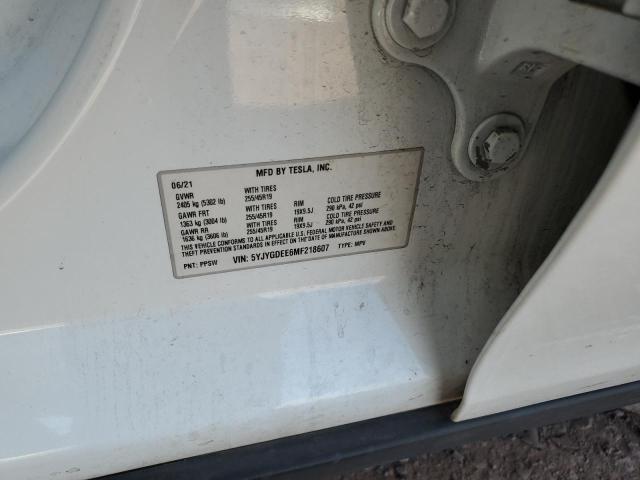 MFD BY TESLA, INC.
06/21
GVWR WITH TIRES
2405 kg (5302 lb) 255/45R19 RIM COLD TIRE PRESSURE
GAWR FRT WITH TIRES 19X9.5J 290 kPa, 42 psi
1363 kg (3004 lb) 255/45R19 RIM COLD TIRE PRESSURE
GAWR RR WITH TIRES 19X9.5J 290 kPa, 42 psi
1636 kg (3606 lb) 255/45R19
THIS VEHICLE CONFORMS TO ALL APPLICABLE U.S. FEDERAL MOTOR VEHICLE SAFETY AND
THEFT PREVENTION STANDARDS IN EFFECT ON THE DATE OF MANUFACTURE SHOWN ABOVE.
PNT: PPSW VIN: 5YJYGDEE6MF218607 TYPE: MPV